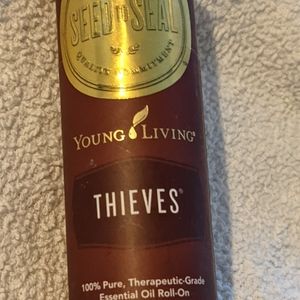 SEED TO SEAL
QUALITY COMMITMENT
YOUNG LIVING®
THIEVES®
100% Pure, Therapeutic-Grade
Essential Oil Roll-On